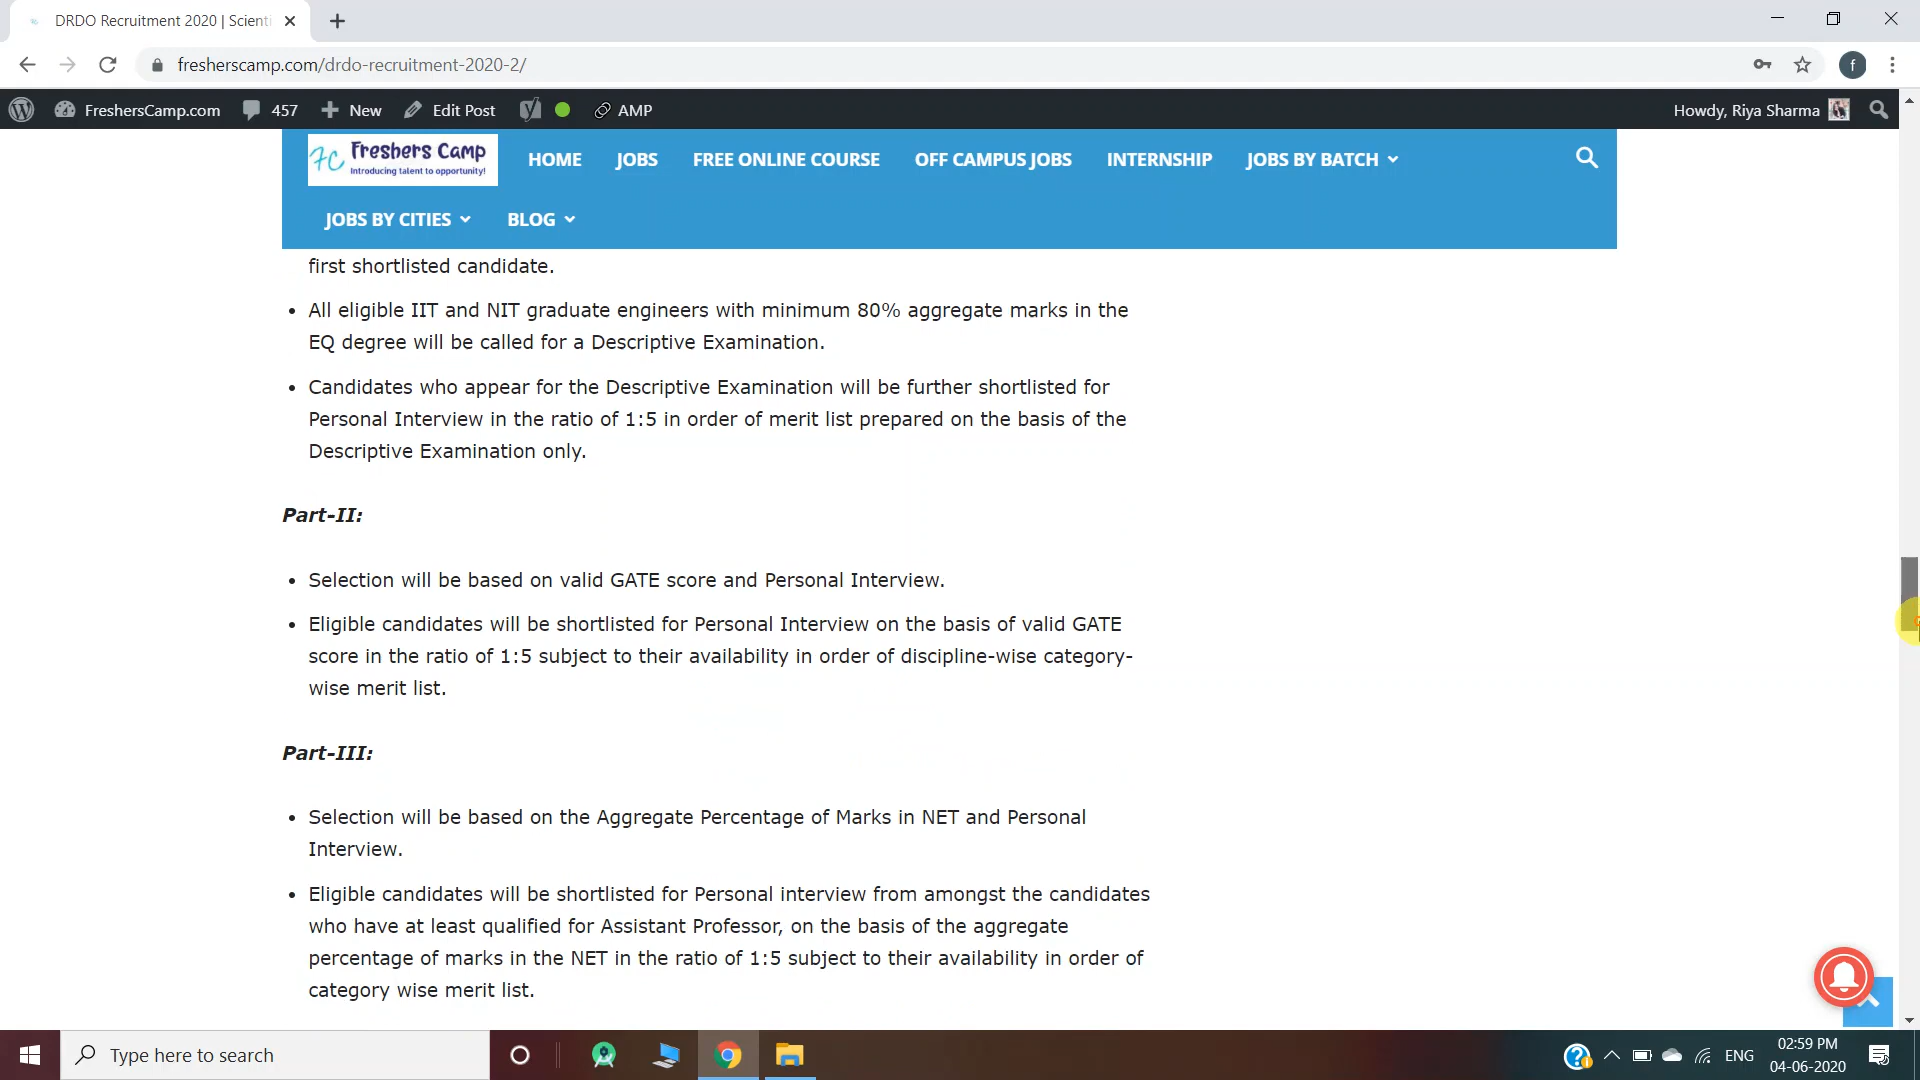 DRDO Recruitment 2020 | Scienti
fresherscamp.com/drdo-recruitment-2020-2/
f
FreshersCamp.com 457 New Edit Post AMP
Howdy, Riya Sharma
FC Freshers Camp
Introducing talent to opportunity!
HOME JOBS FREE ONLINE COURSE OFF CAMPUS JOBS INTERNSHIP JOBS BY BATCH
JOBS BY CITIES BLOG
first shortlisted candidate.
• All eligible IIT and NIT graduate engineers with minimum 80% aggregate marks in the
EQ degree will be called for a Descriptive Examination.
• Candidates who appear for the Descriptive Examination will be further shortlisted for
Personal Interview in the ratio of 1:5 in order of merit list prepared on the basis of the
Descriptive Examination only.
Part-II:
• Selection will be based on valid GATE score and Personal Interview.
• Eligible candidates will be shortlisted for Personal Interview on the basis of valid GATE
score in the ratio of 1:5 subject to their availability in order of discipline-wise category-
wise merit list.
Part-III:
• Selection will be based on the Aggregate Percentage of Marks in NET and Personal
Interview.
• Eligible candidates will be shortlisted for Personal interview from amongst the candidates
who have at least qualified for Assistant Professor, on the basis of the aggregate
percentage of marks in the NET in the ratio of 1:5 subject to their availability in order of
category wise merit list.
Type here to search
ENG
02:59 PM
04-06-2020